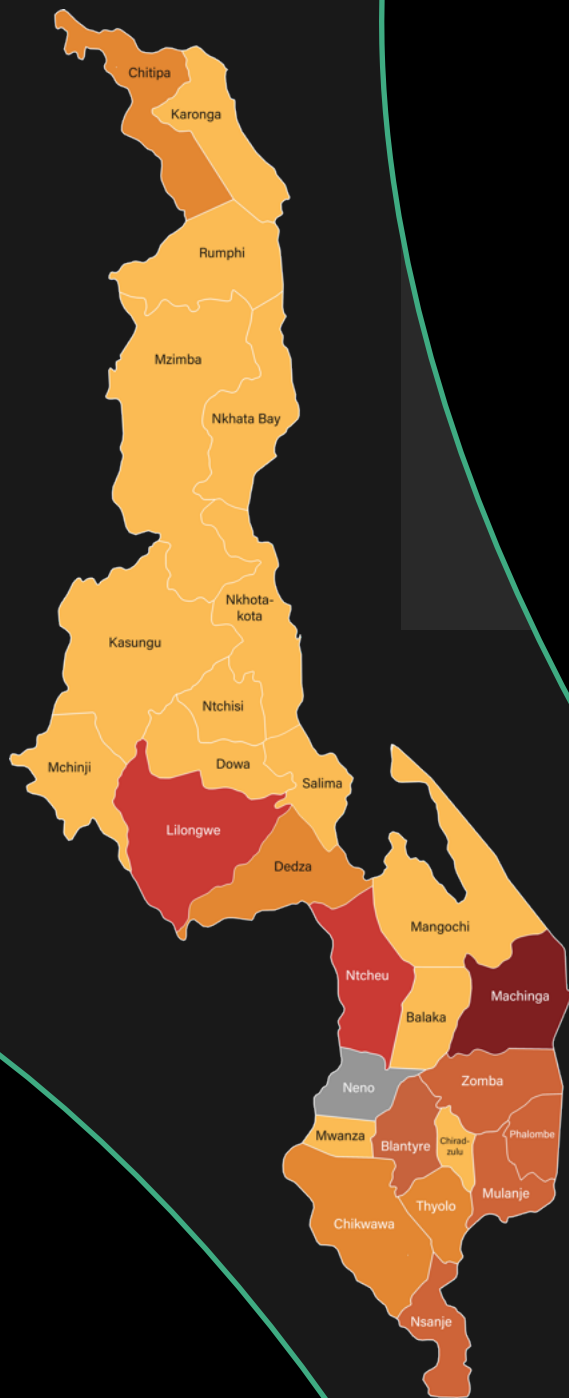 Chitipa
Karonga
Rumphi
Mzimba
Nkhata Bay
Nkhota-
kota
Kasungu
Ntchisi
Mchinji
Dowa
Salima
Lilongwe
Dedza
Mangochi
Ntcheu
Machinga
Balaka
Zomba
Neno
Mwanza
Phalombe
Blantyre
Chirad-
zulu
Mulanje
Thyolo
Chikwawa
Nsanje